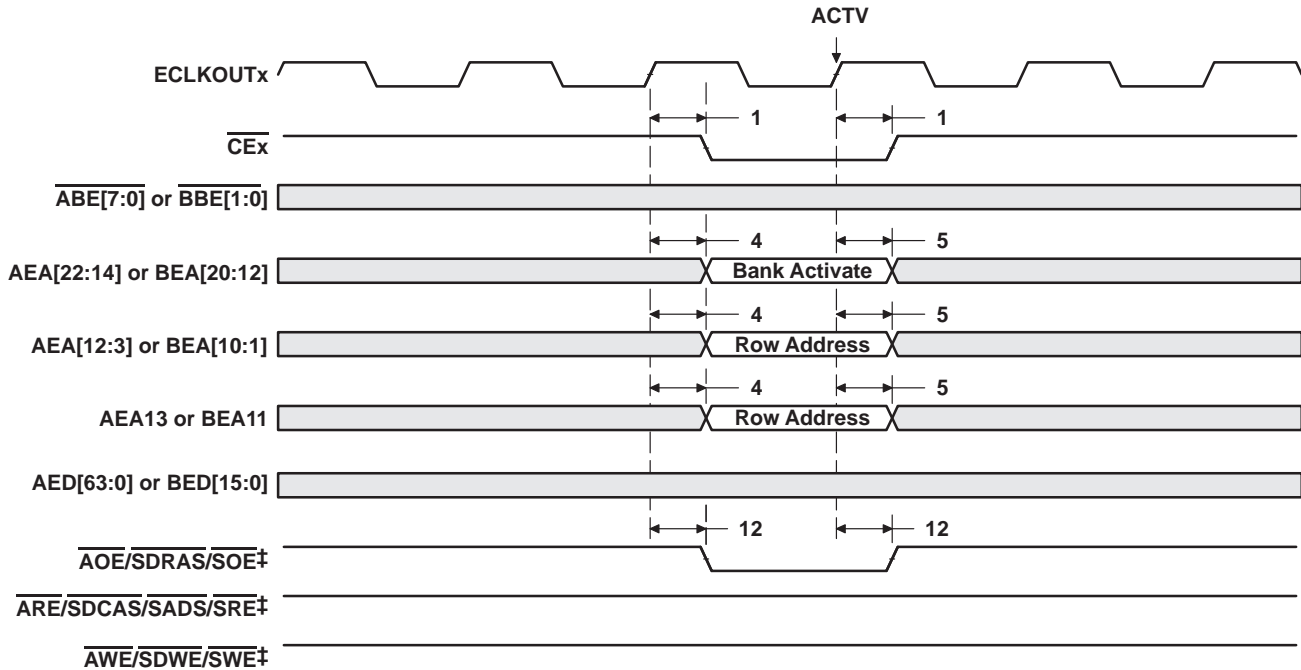 ACTV
ECLKOUTx
1 1
CEx
ABE[7:0] or BBE[1:0]
4 5
AEA[22:14] or BEA[20:12] Bank Activate
4 5
AEA[12:3] or BEA[10:1] Row Address
4 5
AEA13 or BEA11 Row Address
AED[63:0] or BED[15:0]
12 12
AOE/SDRAS/SOE‡
ARE/SDCAS/SADS/SRE‡
AWE/SDWE/SWE‡